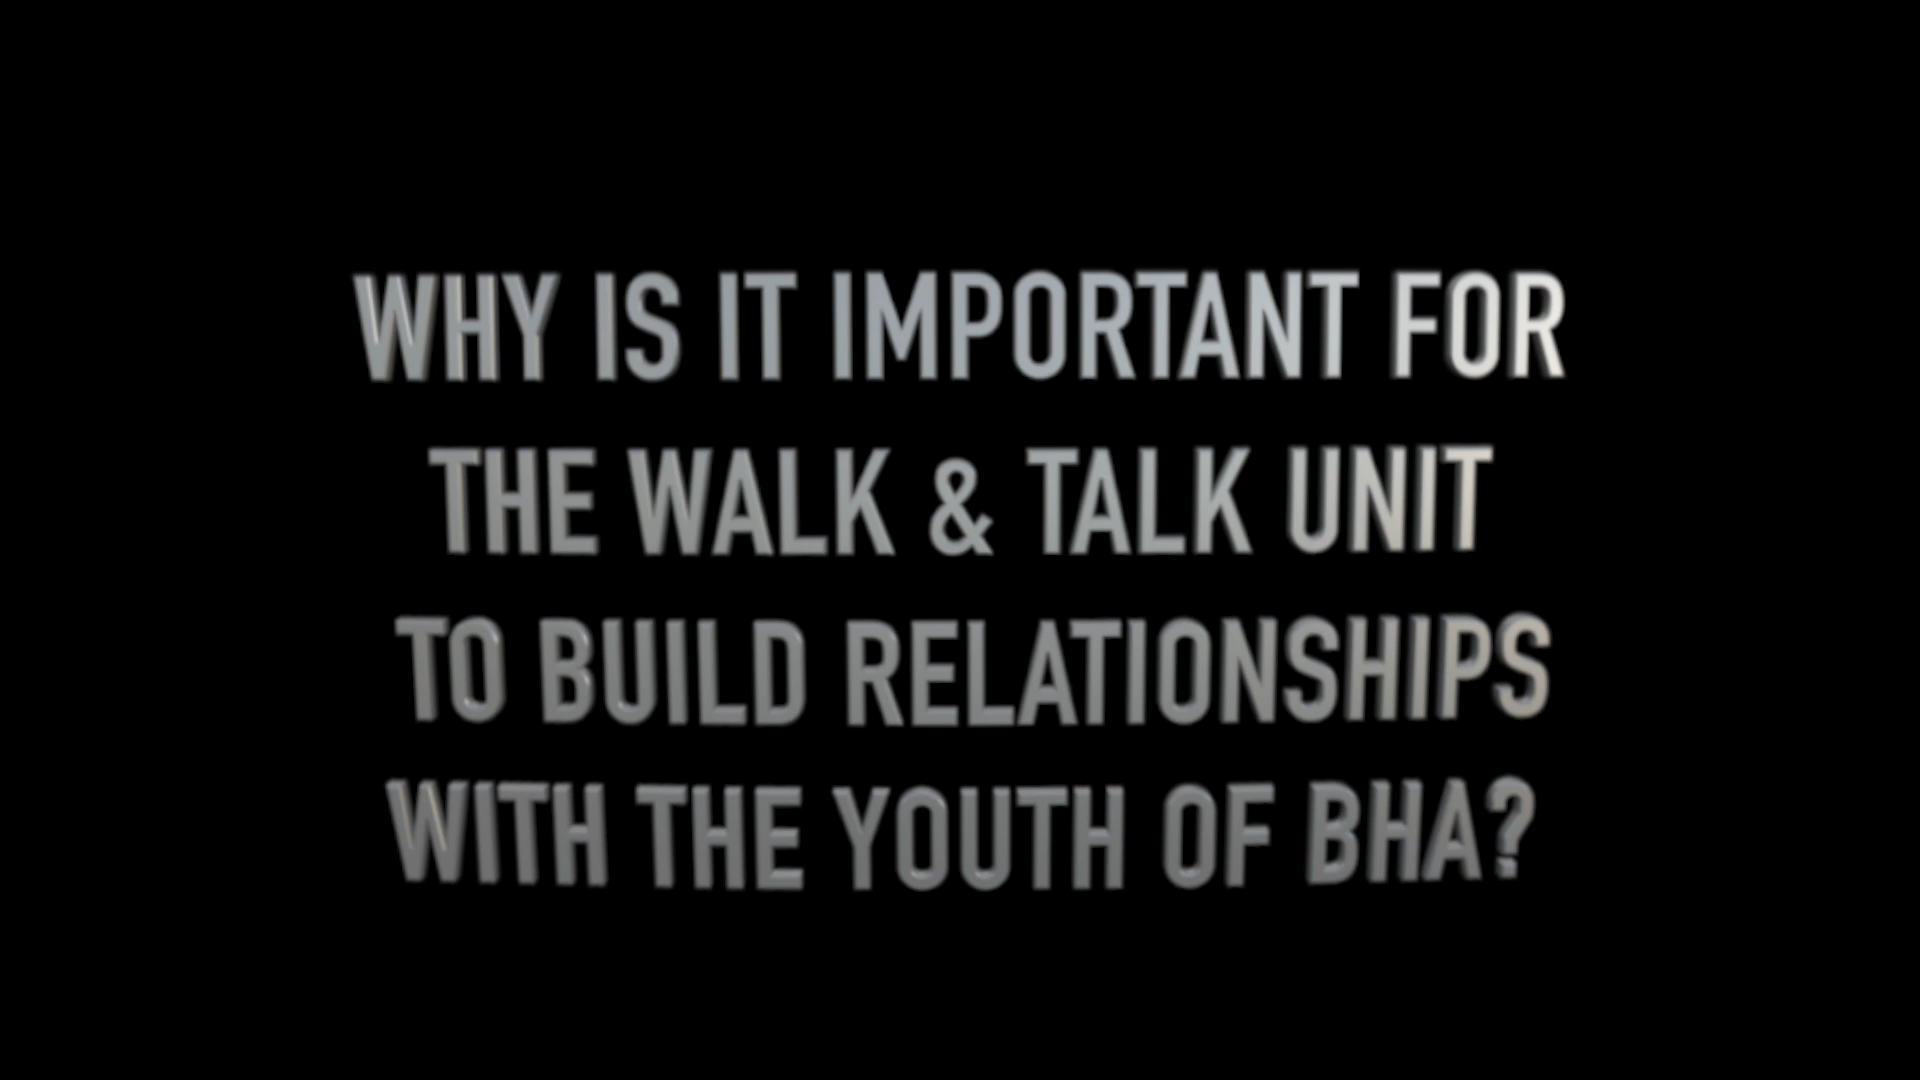 WHY IS IT IMPORTANT FOR
THE WALK & TALK UNIT
TO BUILD RELATIONSHIPS
WITH THE YOUTH OF BHA?